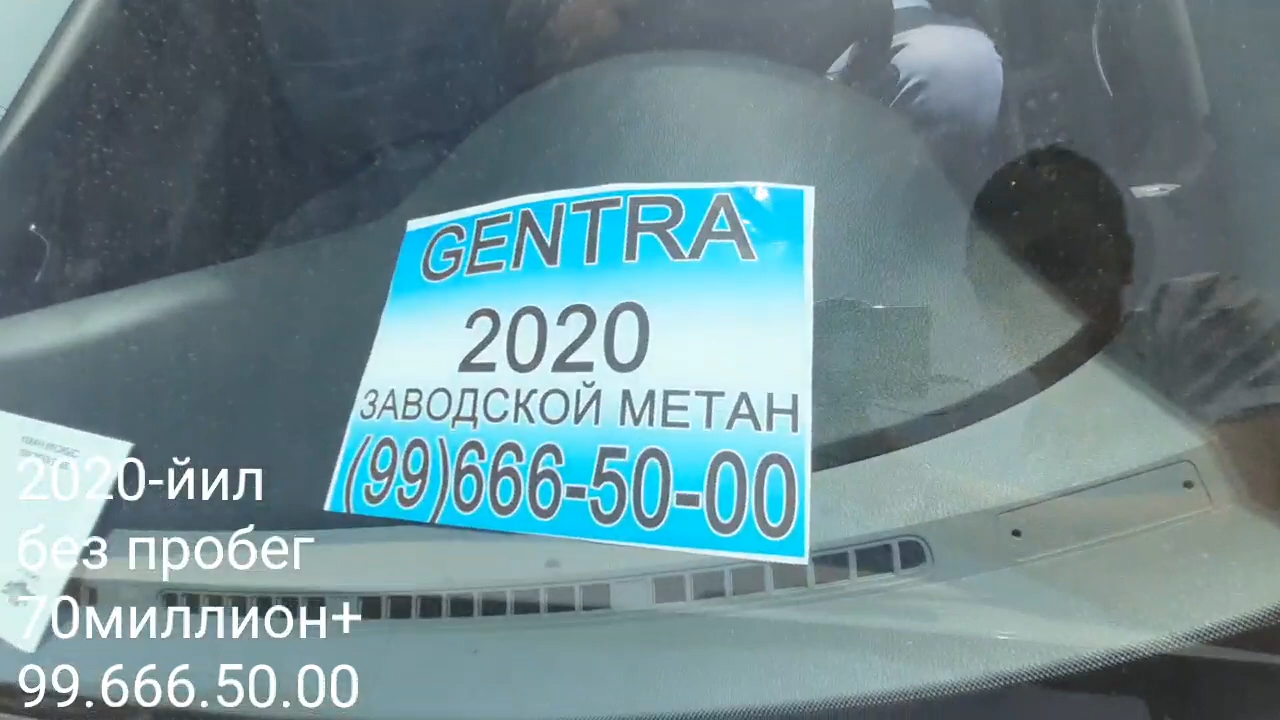 GENTRA
2020
ЗАВОДСКОЙ МЕТАН
(99)666-50-00
2020-йил
без пробег
70миллион+
99.666.50.00